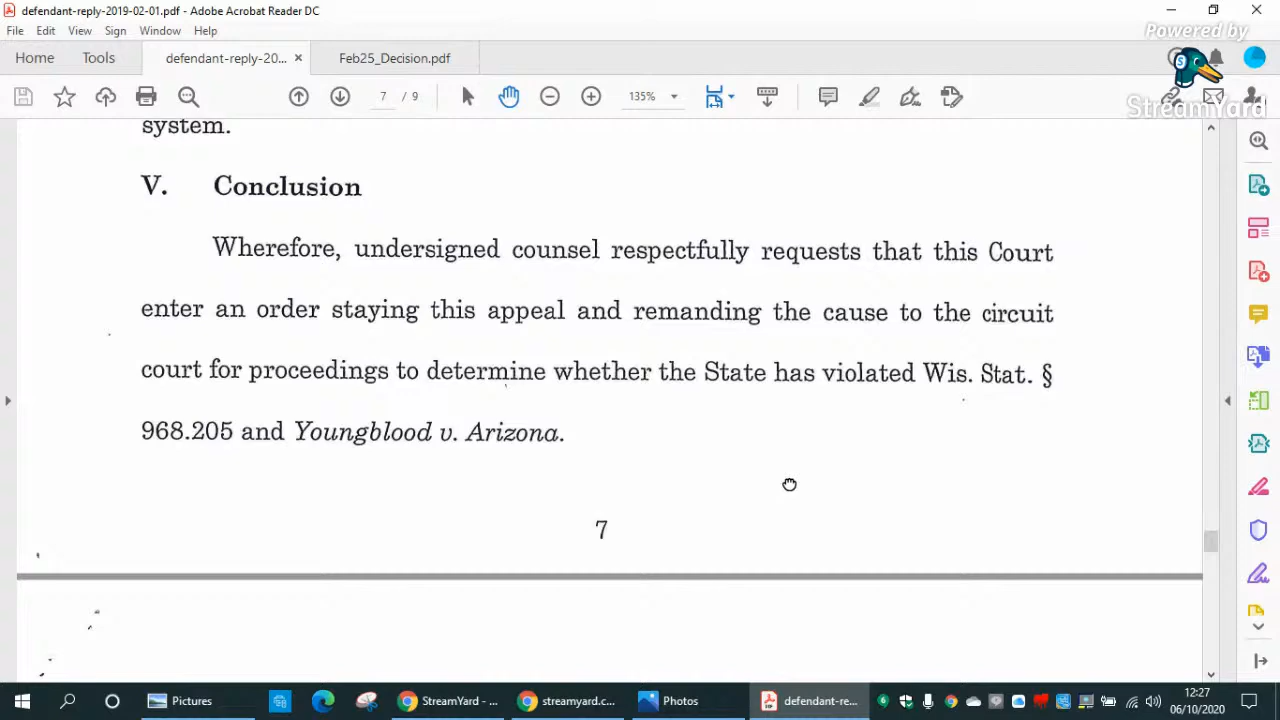 defendant-reply-2019-02-01.pdf - Adobe Acrobat Reader DC
File Edit View Sign Window Help
Powered by
Home Tools defendant-reply-20... × Feb25_Decision.pdf
7 / 9 135%
StreamYard
system.
V. Conclusion
Wherefore, undersigned counsel respectfully requests that this Court
enter an order staying this appeal and remanding the cause to the circuit
court for proceedings to determine whether the State has violated Wis. Stat. §
968.205 and Youngblood v. Arizona.
7
Pictures StreamYard - ... streamyard.c... Photos defendant-re... 12:27
06/10/2020